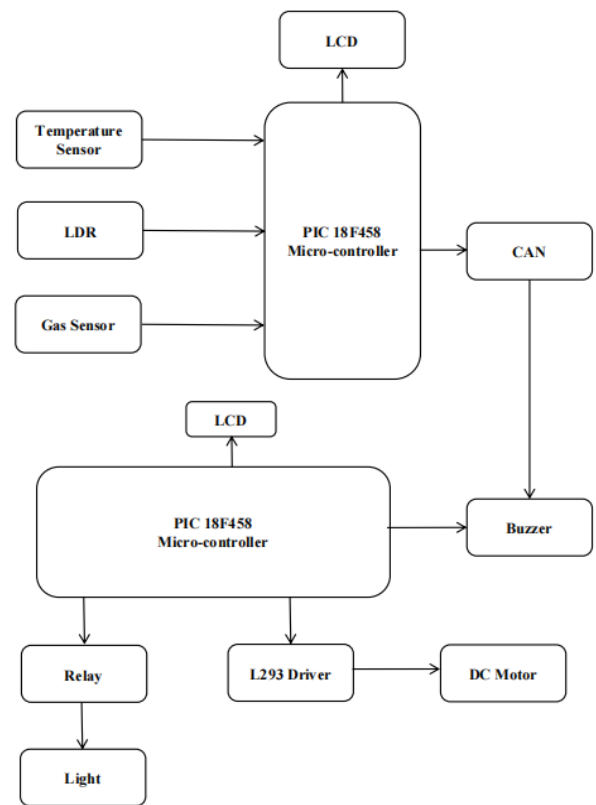 LCD
Temperature
Sensor
LDR
PIC 18F458
Micro-controller
CAN
Gas Sensor
LCD
PIC 18F458
Micro-controller
Buzzer
Relay
L293 Driver
DC Motor
Light